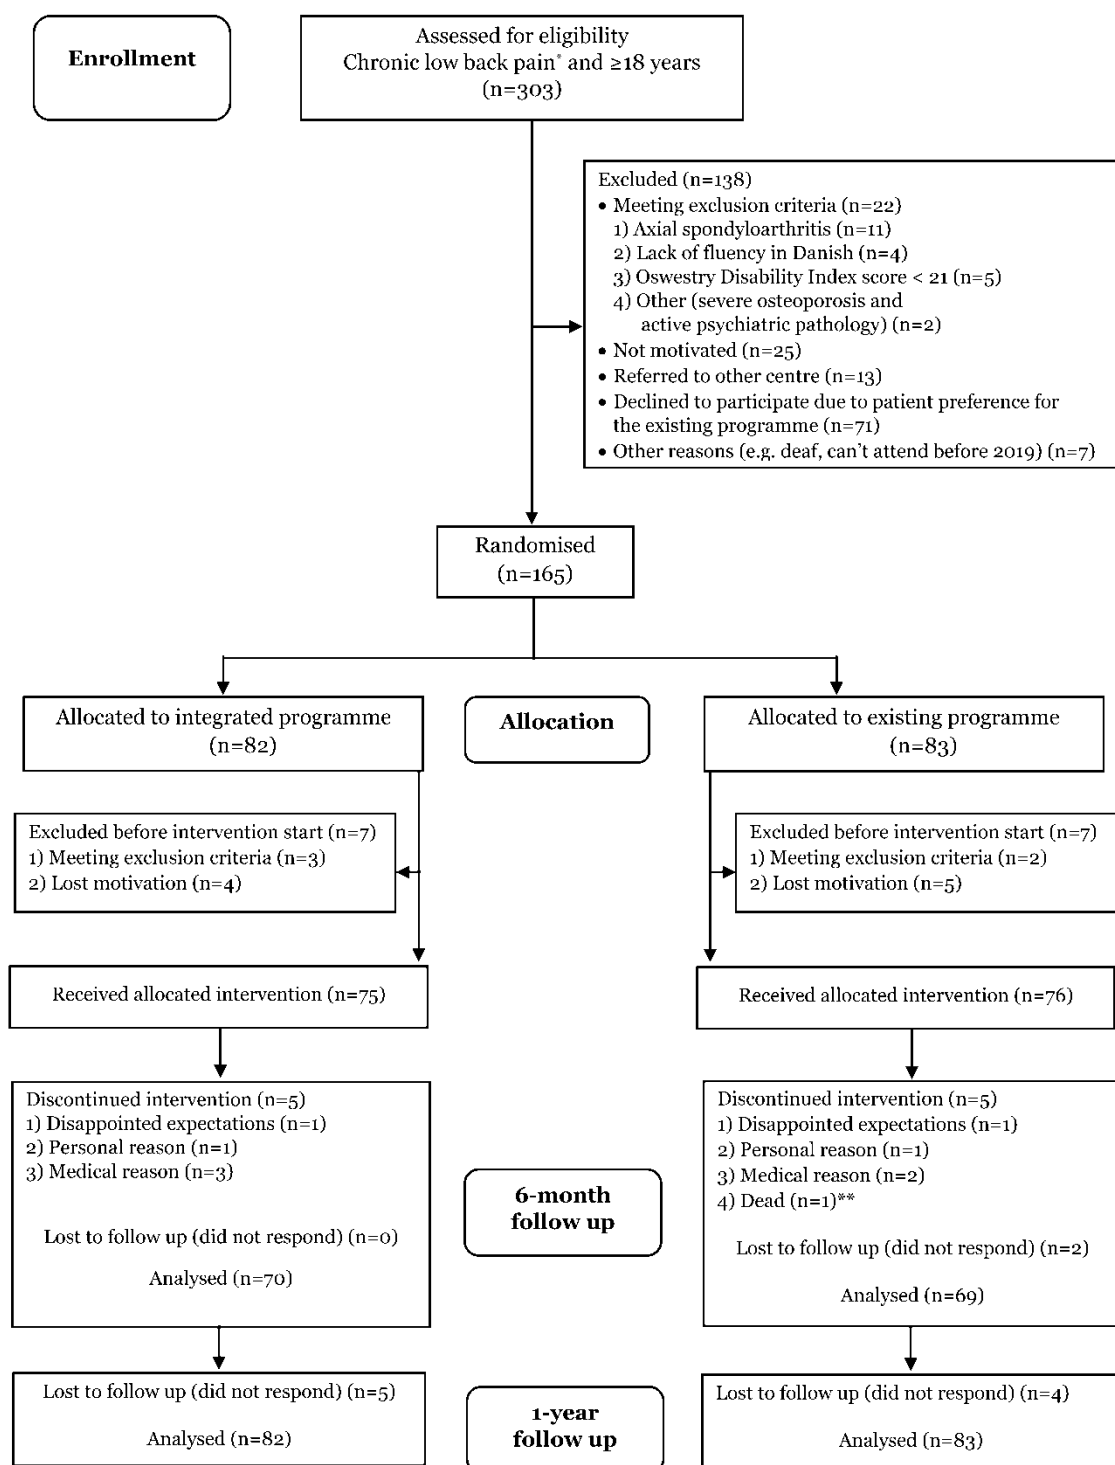 Enrollment
Assessed for eligibility
Chronic low back pain* and ≥18 years
(n=303)
Excluded (n=138)
• Meeting exclusion criteria (n=22)
1) Axial spondyloarthritis (n=11)
2) Lack of fluency in Danish (n=4)
3) Oswestry Disability Index score < 21 (n=5)
4) Other (severe osteoporosis and
active psychiatric pathology) (n=2)
• Not motivated (n=25)
• Referred to other centre (n=13)
• Declined to participate due to patient preference for
the existing programme (n=71)
• Other reasons (e.g. deaf, can't attend before 2019) (n=7)
Randomised
(n=165)
Allocated to integrated programme
(n=82)
Allocation
Allocated to existing programme
(n=83)
Excluded before intervention start (n=7)
1) Meeting exclusion criteria (n=3)
2) Lost motivation (n=4)
Excluded before intervention start (n=7)
1) Meeting exclusion criteria (n=2)
2) Lost motivation (n=5)
Received allocated intervention (n=75)
Received allocated intervention (n=76)
Discontinued intervention (n=5)
1) Disappointed expectations (n=1)
2) Personal reason (n=1)
3) Medical reason (n=3)
Lost to follow up (did not respond) (n=0)
Analysed (n=70)
6-month
follow up
Discontinued intervention (n=5)
1) Disappointed expectations (n=1)
2) Personal reason (n=1)
3) Medical reason (n=2)
4) Dead (n=1)**
Lost to follow up (did not respond) (n=2)
Analysed (n=69)
Lost to follow up (did not respond) (n=5)
Analysed (n=82)
1-year
follow up
Lost to follow up (did not respond) (n=4)
Analysed (n=83)